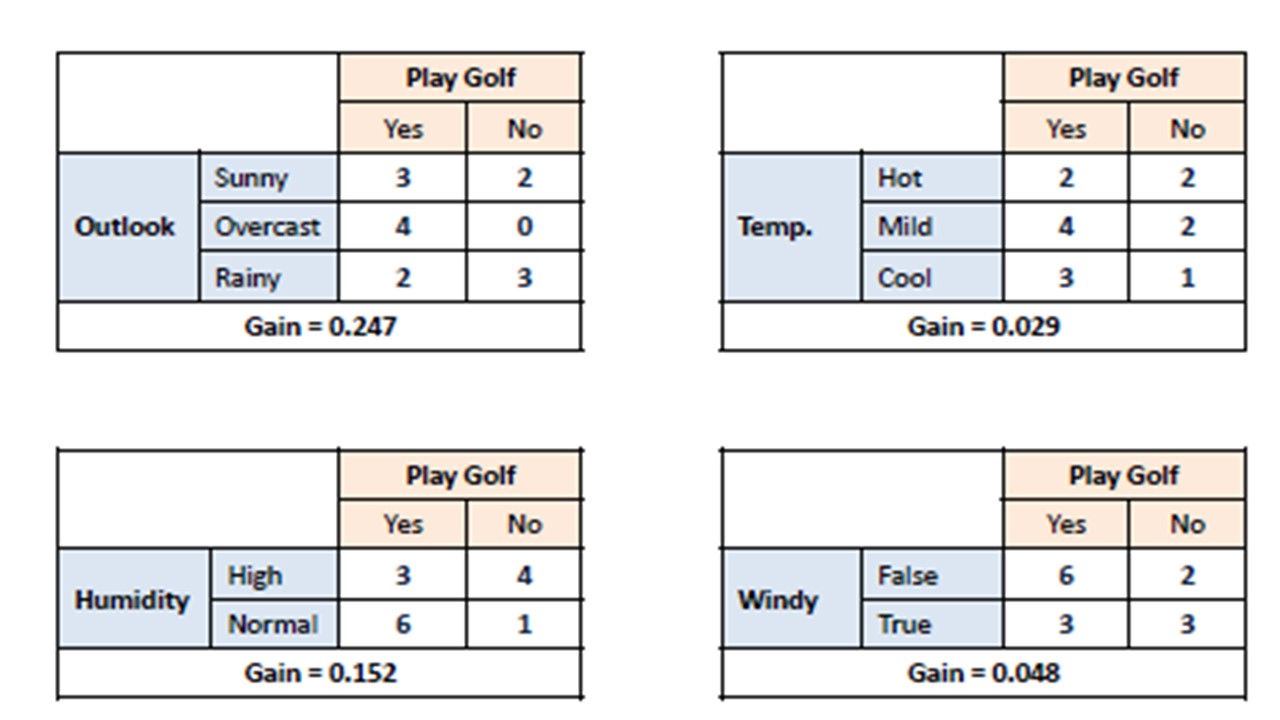 Play Golf
Yes No
Outlook
Sunny 3 2
Overcast 4 0
Rainy 2 3
Gain = 0.247
Play Golf
Yes No
Temp.
Hot 2 2
Mild 4 2
Cool 3 1
Gain = 0.029
Play Golf
Yes No
Humidity
High 3 4
Normal 6 1
Gain = 0.152
Play Golf
Yes No
Windy
False 6 2
True 3 3
Gain = 0.048